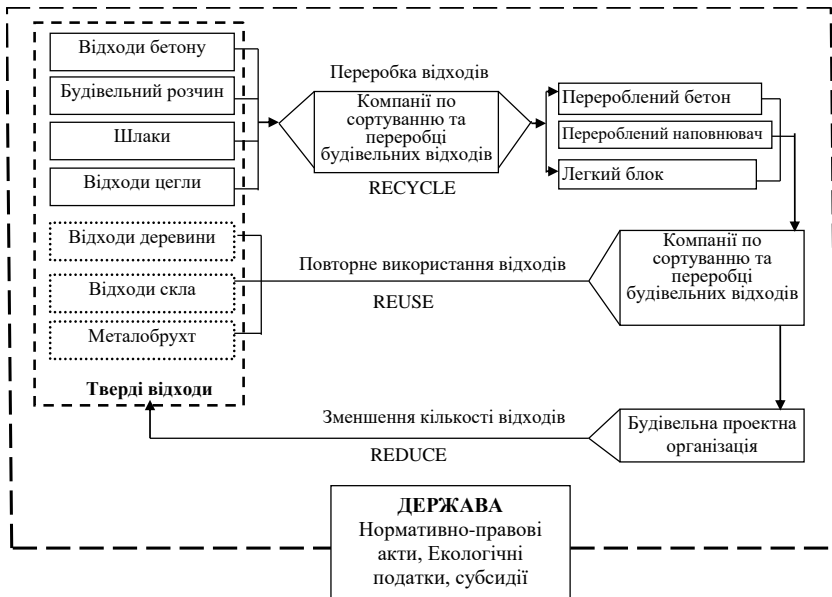 Відходи бетону
Будівельний розчин
Шлаки
Відходи цегли
Відходи деревини
Відходи скла
Металобрухт
Тверді відходи
Переробка відходів
Компанії по
сортуванню та
переробці
будівельних відходів
RECYCLE
Перероблений бетон
Перероблений наповнювач
Легкий блок
Повторне використання відходів
REUSE
Компанії по
сортуванню та
переробці
будівельних відходів
Зменшення кількості відходів
REDUCE
Будівельна проектна
організація
ДЕРЖАВА
Нормативно-правові
акти, Екологічні
податки, субсидії